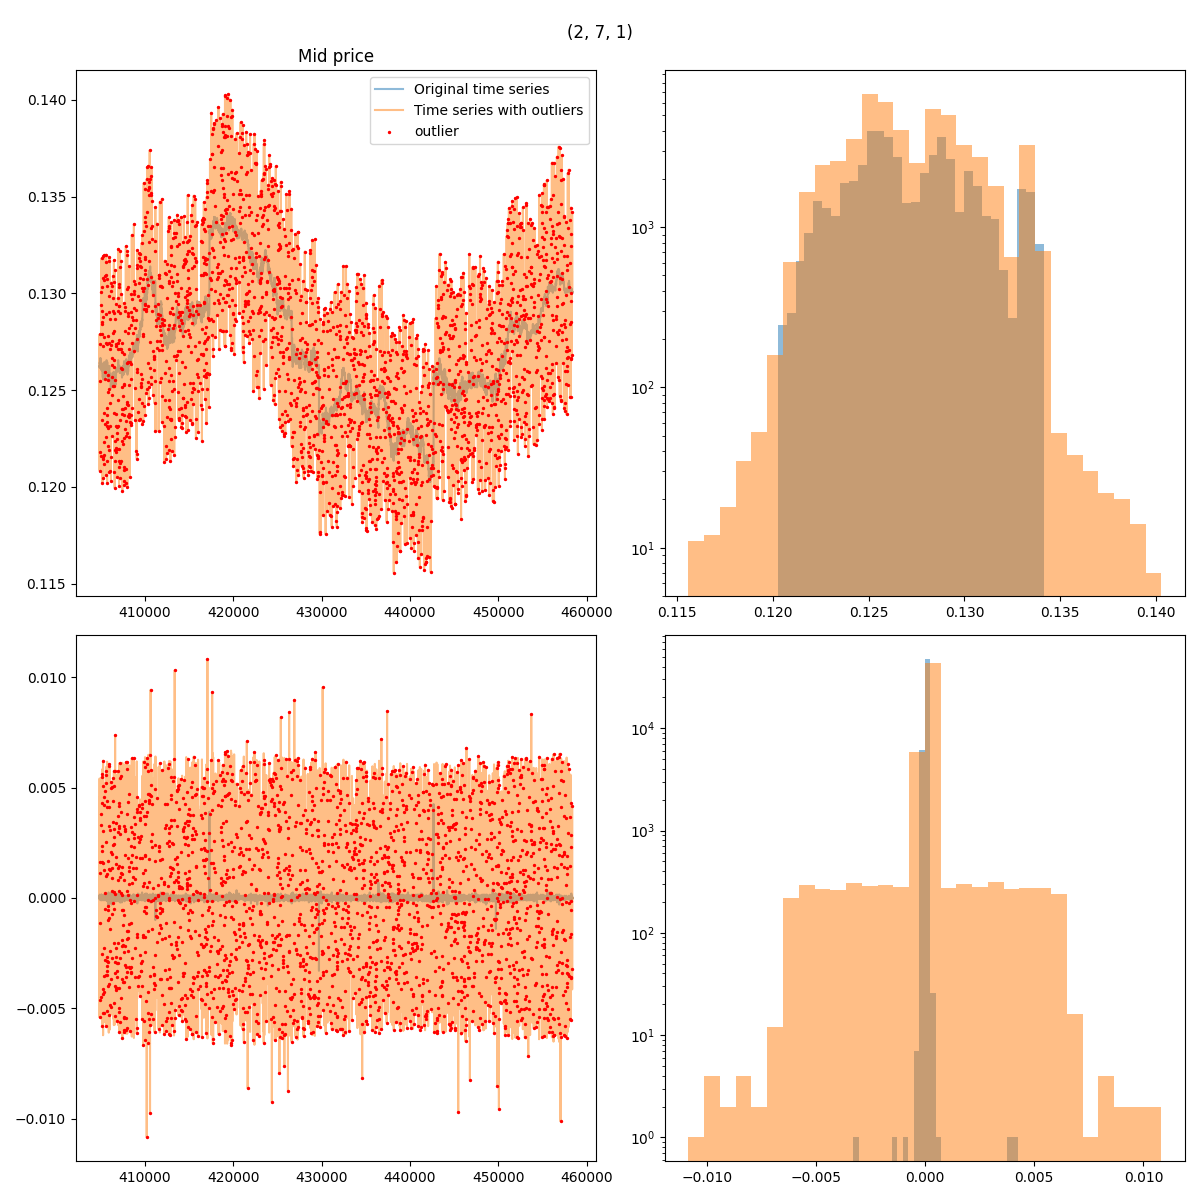 (2, 7, 1)
Mid price
Original time series
Time series with outliers
outlier
0.140
0.135
0.130
0.125
0.120
0.115
410000 420000 430000 440000 450000 460000
10³
10²
10¹
0.115 0.120 0.125 0.130 0.135 0.140
0.010
0.005
0.000
−0.005
−0.010
410000 420000 430000 440000 450000 460000
10⁴
10³
10²
10¹
10⁰
−0.010 −0.005 0.000 0.005 0.010